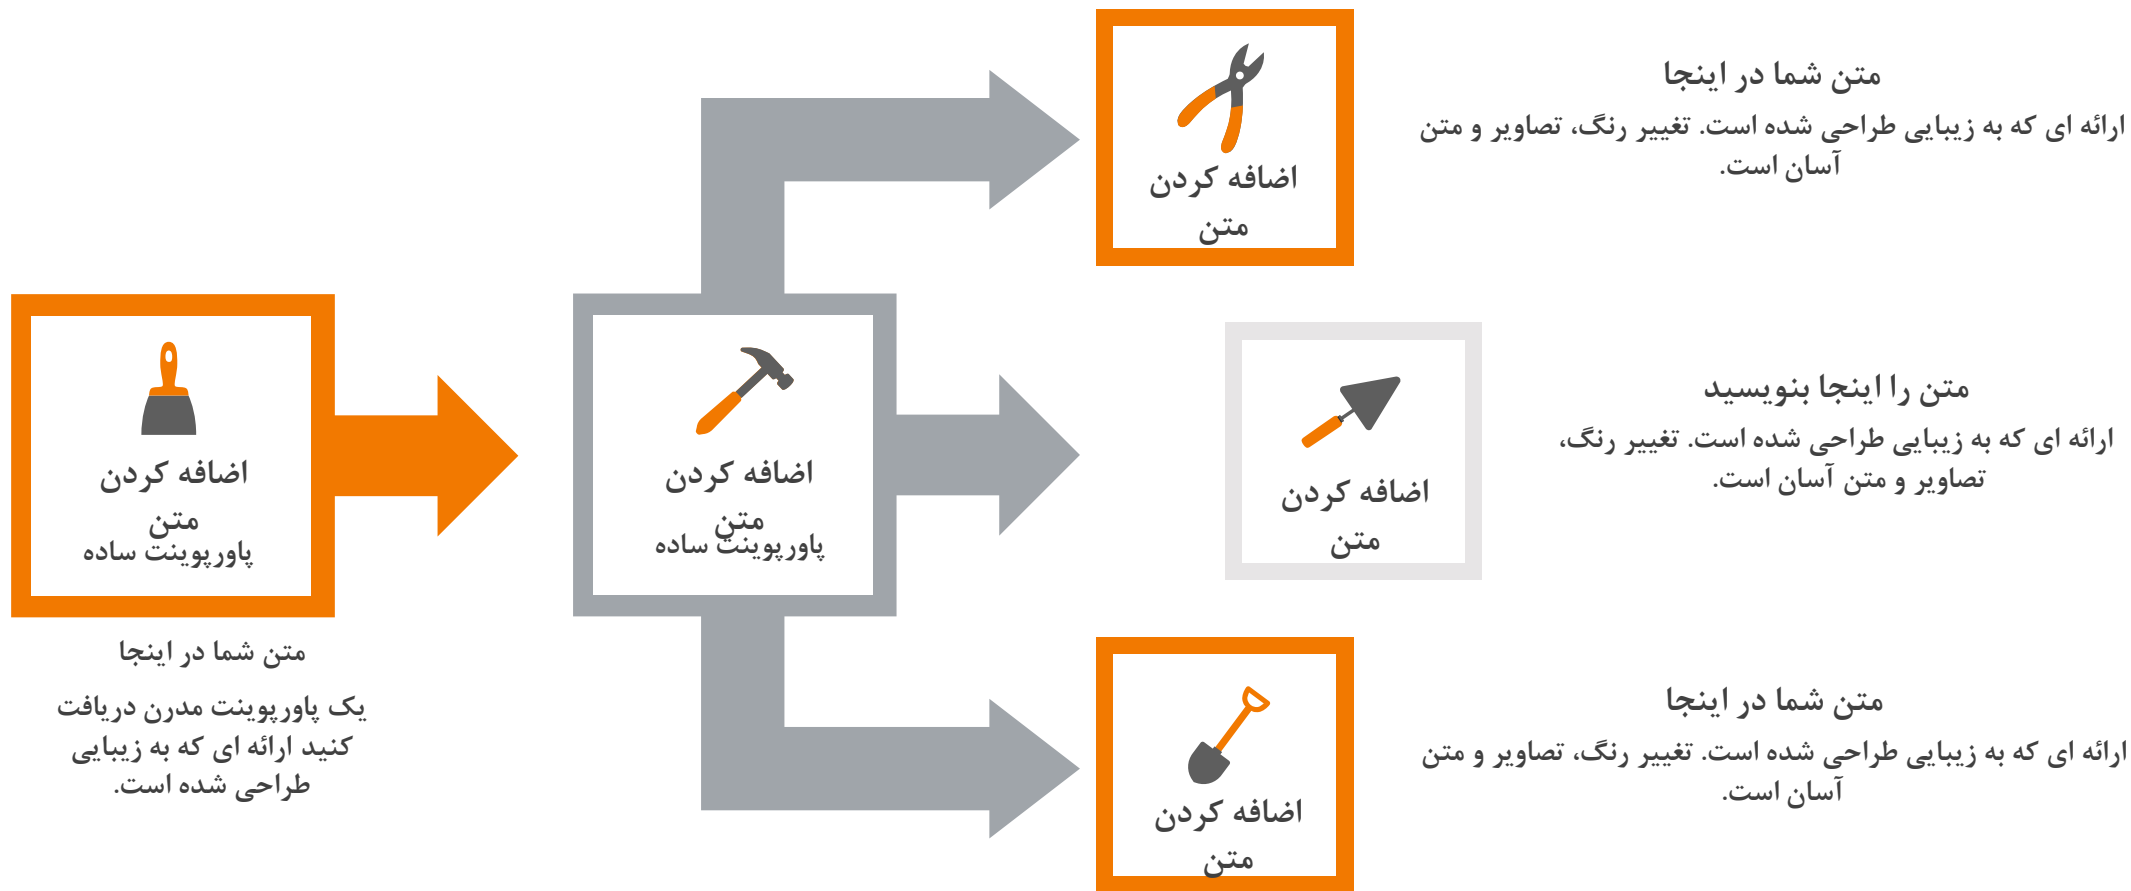 اضافه کردن
متن
پاورپوینت ساده
متن شما در اینجا
یک پاورپوینت مدرن دریافت
کنید ارائه ای که به زیبایی
طراحی شده است.
اضافه کردن
متن
پاورپوینت ساده
اضافه کردن
متن
متن شما در اینجا
ارائه ای که به زیبایی طراحی شده است. تغییر رنگ، تصاویر و متن
آسان است.
اضافه کردن
متن
متن را اینجا بنویسید
ارائه ای که به زیبایی طراحی شده است. تغییر رنگ،
تصاویر و متن آسان است.
اضافه کردن
متن
متن شما در اینجا
ارائه ای که به زیبایی طراحی شده است. تغییر رنگ، تصاویر و متن
آسان است.